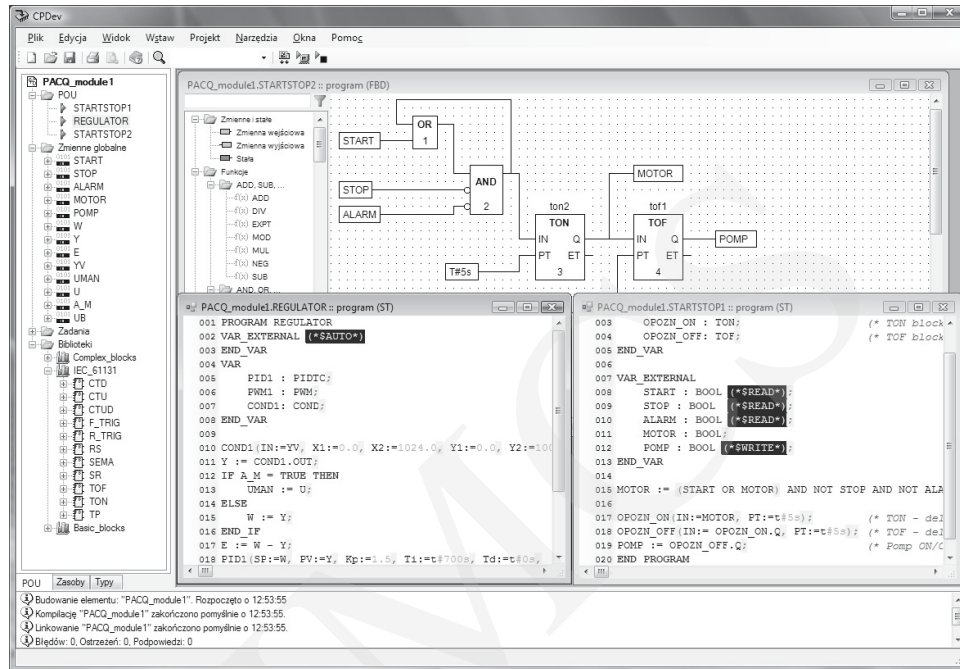 CPDev
Plik Edycja Widok Wstaw Projekt Narzędzia Okna Pomoc
PACQ_module1
POU
STARTSTOP1
REGULATOR
STARTSTOP2
Zmienne globalne
START
STOP
ALARM
MOTOR
POMP
W
Y
E
YV
UMAN
U
A_M
UB
Zadania
Biblioteki
Complex_blocks
IEC_61131
CTD
CTU
CTUD
F_TRIG
R_TRIG
RS
SEMA
SR
TOF
TON
TP
Basic_blocks
POU Zasoby Typy
PACQ_module1.STARTSTOP2 :: program (FBD)
Zmienne i stałe
Zmienna wejściowa
Zmienna wyjściowa
Stała
Funkcje
ADD, SUB, ...
f(x) ADD
f(x) DIV
f(x) EXPT
f(x) MOD
f(x) MUL
f(x) NEG
f(x) SUB
AND, OR, ...
OR
1
START
STOP
ALARM
AND
2
MOTOR
ton2
TON
IN Q
PT ET
3
T#5s
tof1
TOF
IN Q
PT ET
4
POMP
PACQ_module1.REGULATOR :: program (ST)
001 PROGRAM REGULATOR
002 VAR_EXTERNAL (*$AUTO*)
003 END_VAR
004 VAR
005 PID1 : PIDTC;
006 PWM1 : PWM;
007 COND1: COND;
008 END_VAR
009
010 COND1(IN:=YV, X1:=0.0, X2:=1024.0, Y1:=0.0, Y2:=100
011 Y := COND1.OUT;
012 IF A_M = TRUE THEN
013 UMAN := U;
014 ELSE
015 W := Y;
016 END_IF
017 E := W - Y;
018 PID1(SP:=W, PV:=Y, Kp:=1.5, Ti:=t#700s, Td:=t#0s,
PACQ_module1.STARTSTOP1 :: program (ST)
003 OPOZN_ON : TON; (* TON block
004 OPOZN_OFF: TOF; (* TOF block
005 END_VAR
006
007 VAR_EXTERNAL
008 START : BOOL (*$READ*);
009 STOP : BOOL (*$READ*);
010 ALARM : BOOL (*$READ*);
011 MOTOR : BOOL;
012 POMP : BOOL (*$WRITE*);
013 END_VAR
014
015 MOTOR := (START OR MOTOR) AND NOT STOP AND NOT ALA
016
017 OPOZN_ON(IN:=MOTOR, PT:=t#5s); (* TON - del
018 OPOZN_OFF(IN:= OPOZN_ON.Q, PT:=t#5s); (* TOF - del
019 POMP := OPOZN_OFF.Q; (* Pomp ON/O
020 END PROGRAM
Budowanie elementu: "PACQ_module1". Rozpoczęto o 12:53:55
Kompilację "PACQ_module1" zakończono pomyślnie o 12:53:55.
Linkowanie "PACQ_module1" zakończono pomyślnie o 12:53:55.
Błędów: 0, Ostrzeżeń: 0, Podpowiedzi: 0